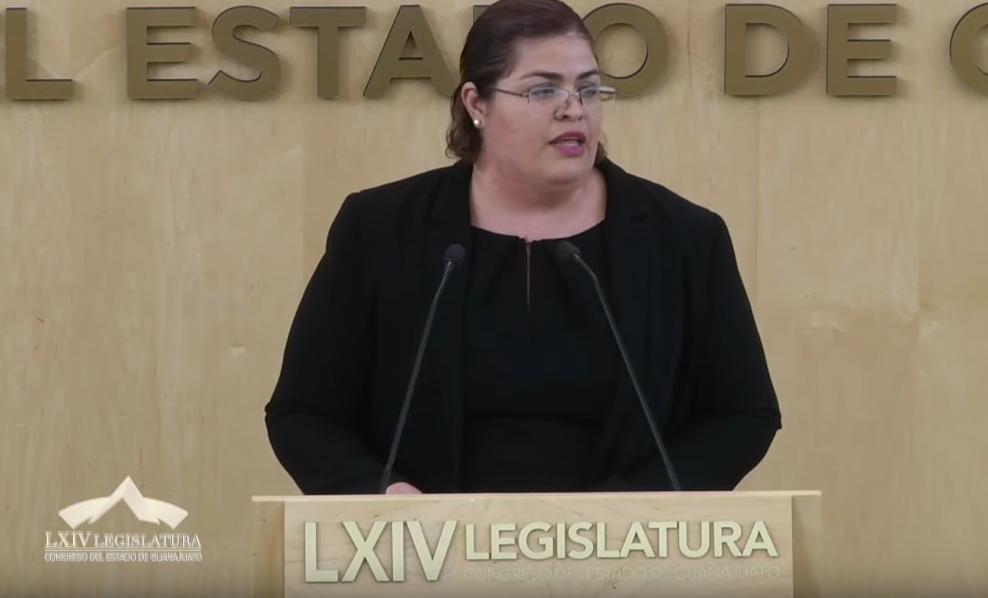 L ESTADO DE G
LXIV LEGISLATURA
CONGRESO DEL ESTADO DE GUANAJUATO
LXIV LEGISLATURA
CONGRESO DEL ESTADO DE GUANAJUATO